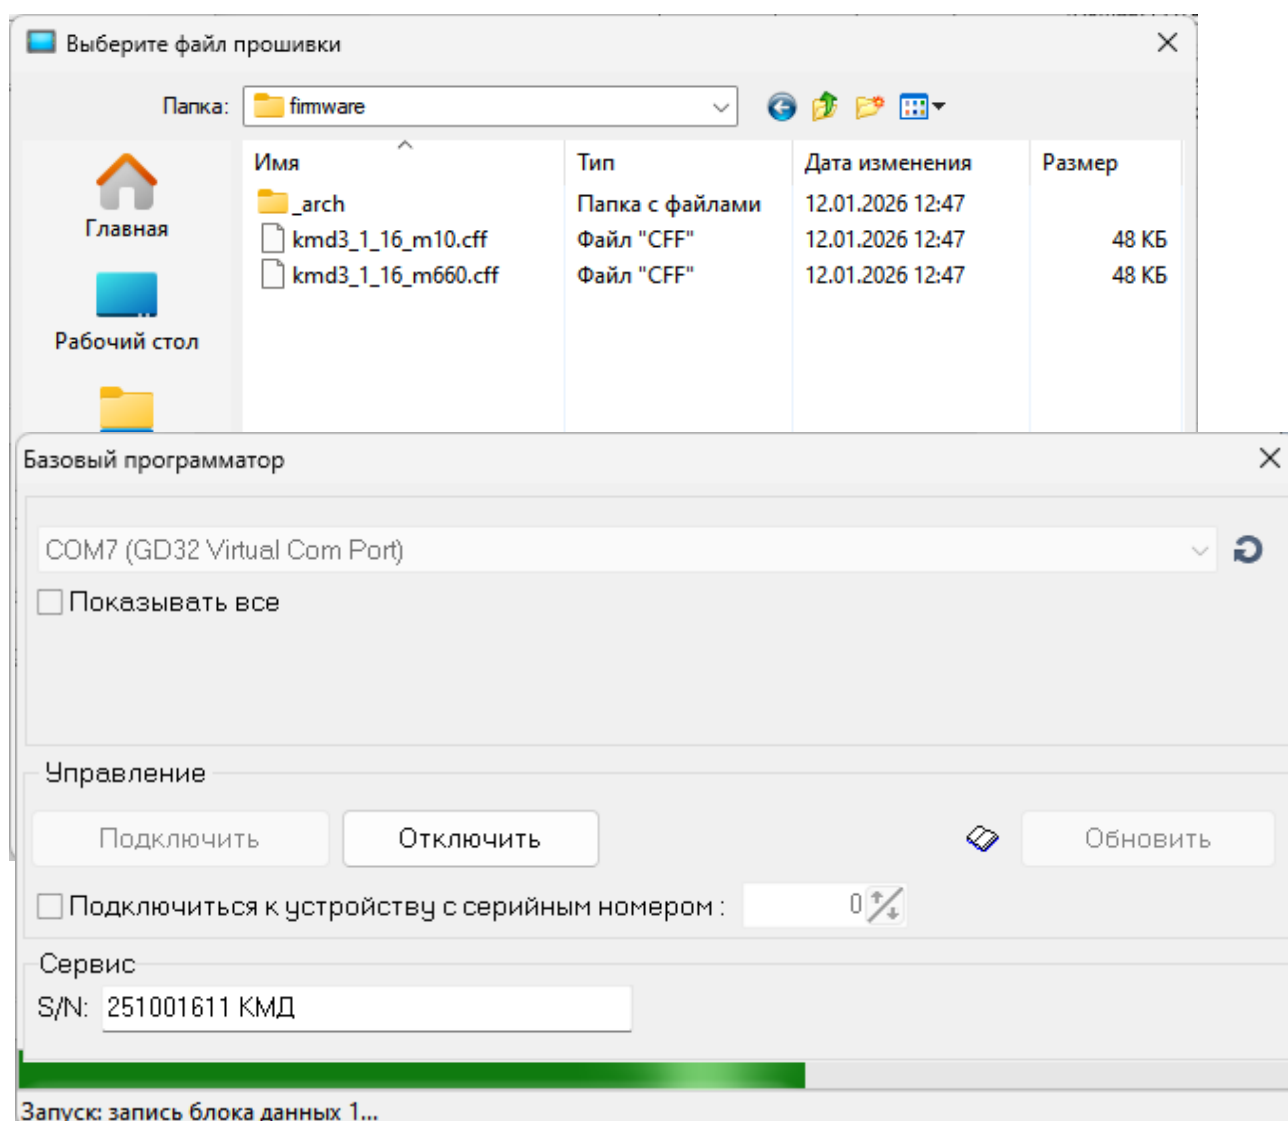 Выберите файл прошивки
Папка: firmware
Имя Тип Дата изменения Размер
_arch Папка с файлами 12.01.2026 12:47
kmd3_1_16_m10.cff Файл "CFF" 12.01.2026 12:47 48 КБ
kmd3_1_16_m660.cff Файл "CFF" 12.01.2026 12:47 48 КБ
Главная
Рабочий стол
Базовый программатор
COM7 (GD32 Virtual Com Port)
Показывать все
Управление
Подключить Отключить Обновить
Подключиться к устройству с серийным номером : 0
Сервис
S/N: 251001611 КМД
Запуск: запись блока данных 1...